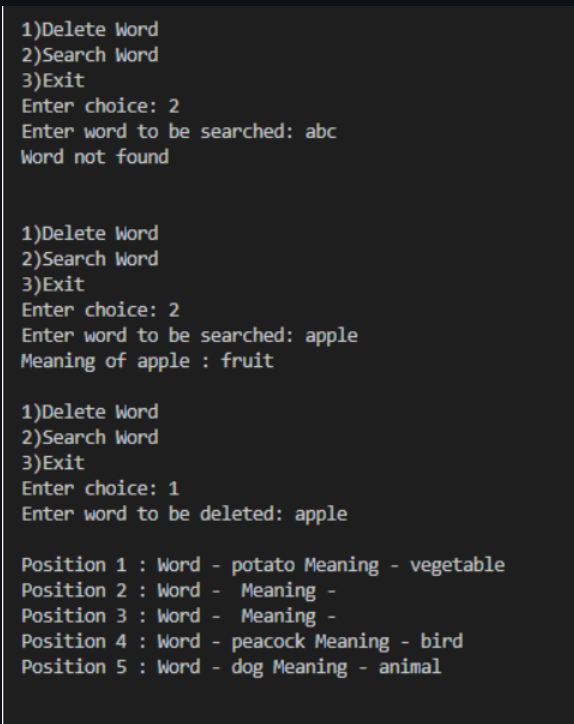 1)Delete Word
2)Search Word
3)Exit
Enter choice: 2
Enter word to be searched: abc
Word not found
1)Delete Word
2)Search Word
3)Exit
Enter choice: 2
Enter word to be searched: apple
Meaning of apple : fruit
1)Delete Word
2)Search Word
3)Exit
Enter choice: 1
Enter word to be deleted: apple
Position 1 : Word - potato Meaning - vegetable
Position 2 : Word -  Meaning -
Position 3 : Word -  Meaning -
Position 4 : Word - peacock Meaning - bird
Position 5 : Word - dog Meaning - animal